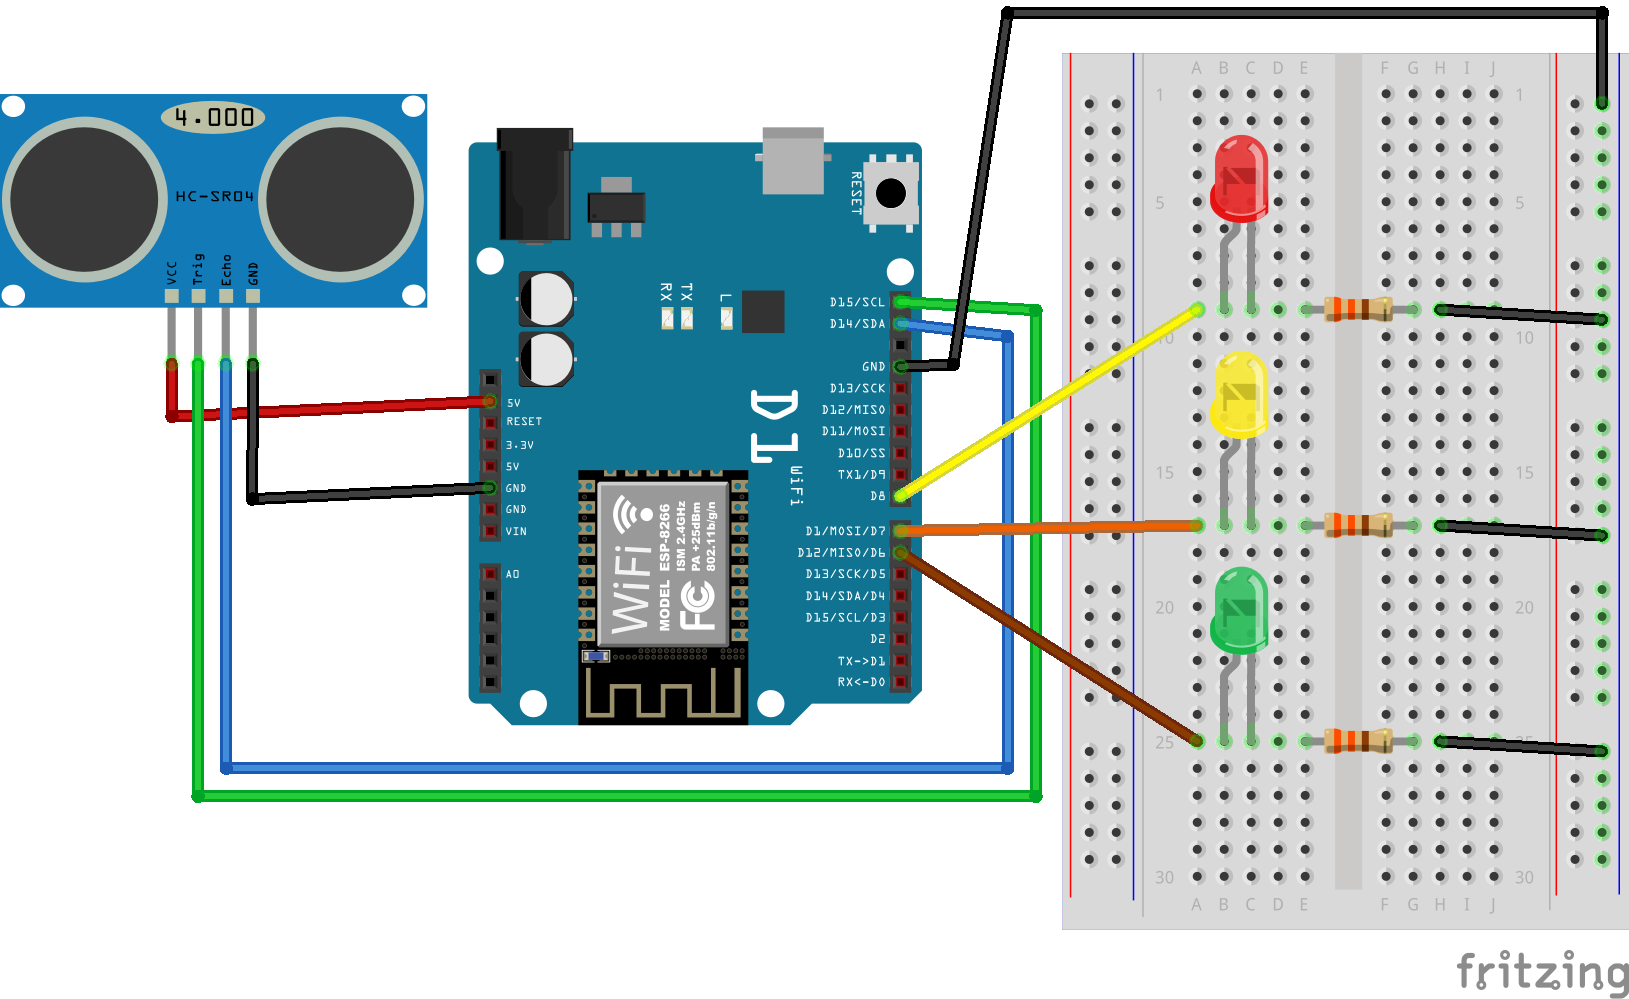 4.000
HC-SR04
VCC
Trig
Echo
GND
RESET
RX
TX
L
D1
WiFi
5V
RESET
3.3V
5V
GND
GND
VIN
A0
D15/SCL
D14/SDA
GND
D13/SCK
D12/MISO
D11/MOSI
D10/SS
TX1/D9
D8
D1/MOSI/D7
D12/MISO/D6
D13/SCK/D5
D14/SDA/D4
D15/SCL/D3
D2
TX->D1
RX<-D0
WiFi
MODEL ESP-8266
ISM 2.4GHz
PA +25dBm
802.11b/g/n
FC
A B C D E F G H I J
1 1
5 5
10 10
15 15
20 20
25 25
30 30
A B C D E F G H I J
fritzing